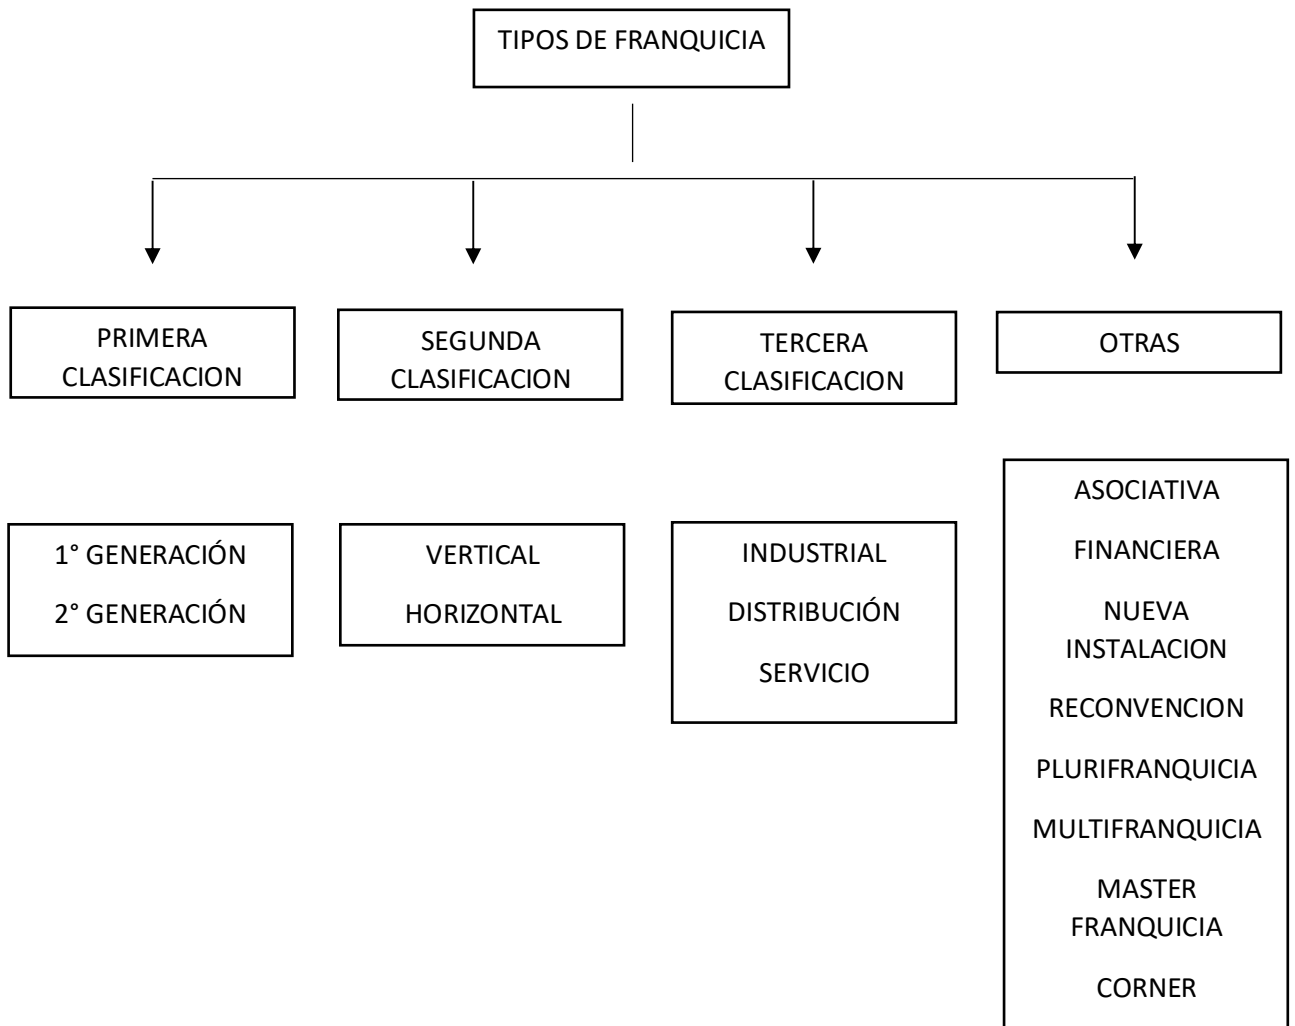 TIPOS DE FRANQUICIA
PRIMERA
CLASIFICACION
SEGUNDA
CLASIFICACION
TERCERA
CLASIFICACION
OTRAS
1° GENERACIÓN
2° GENERACIÓN
VERTICAL
HORIZONTAL
INDUSTRIAL
DISTRIBUCIÓN
SERVICIO
ASOCIATIVA
FINANCIERA
NUEVA
INSTALACION
RECONVENCION
PLURIFRANQUICIA
MULTIFRANQUICIA
MASTER
FRANQUICIA
CORNER